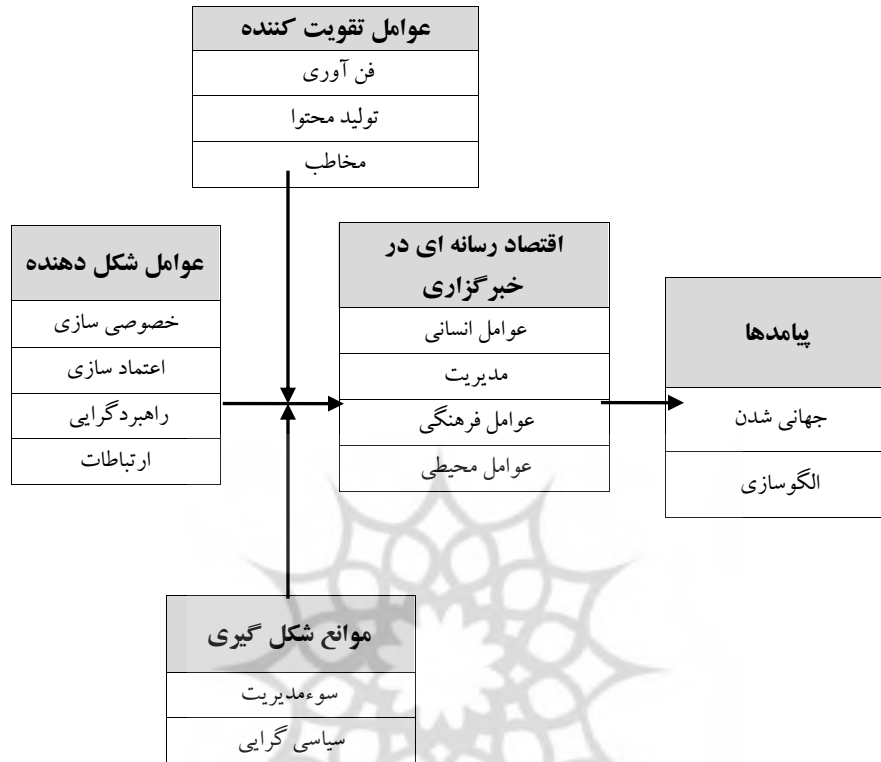 عوامل تقویت کننده
فن آوری
تولید محتوا
مخاطب
عوامل شکل دهنده
خصوصی سازی
اعتماد سازی
راهبردگرایی
ارتباطات
اقتصاد رسانه ای در
خبرگزاری
عوامل انسانی
مدیریت
عوامل فرهنگی
عوامل محیطی
پیامدها
جهانی شدن
الگوسازی
موانع شکل گیری
سوءمدیریت
سیاسی گرایی